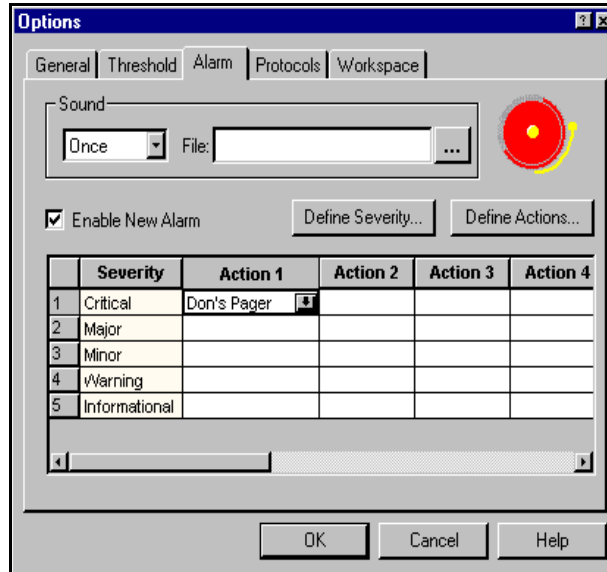 Options
General Threshold Alarm Protocols Workspace
Sound
Once File: ...
Enable New Alarm Define Severity... Define Actions...
Severity Action 1 Action 2 Action 3 Action 4
1 Critical Don's Pager
2 Major
3 Minor
4 Warning
5 Informational
OK Cancel Help